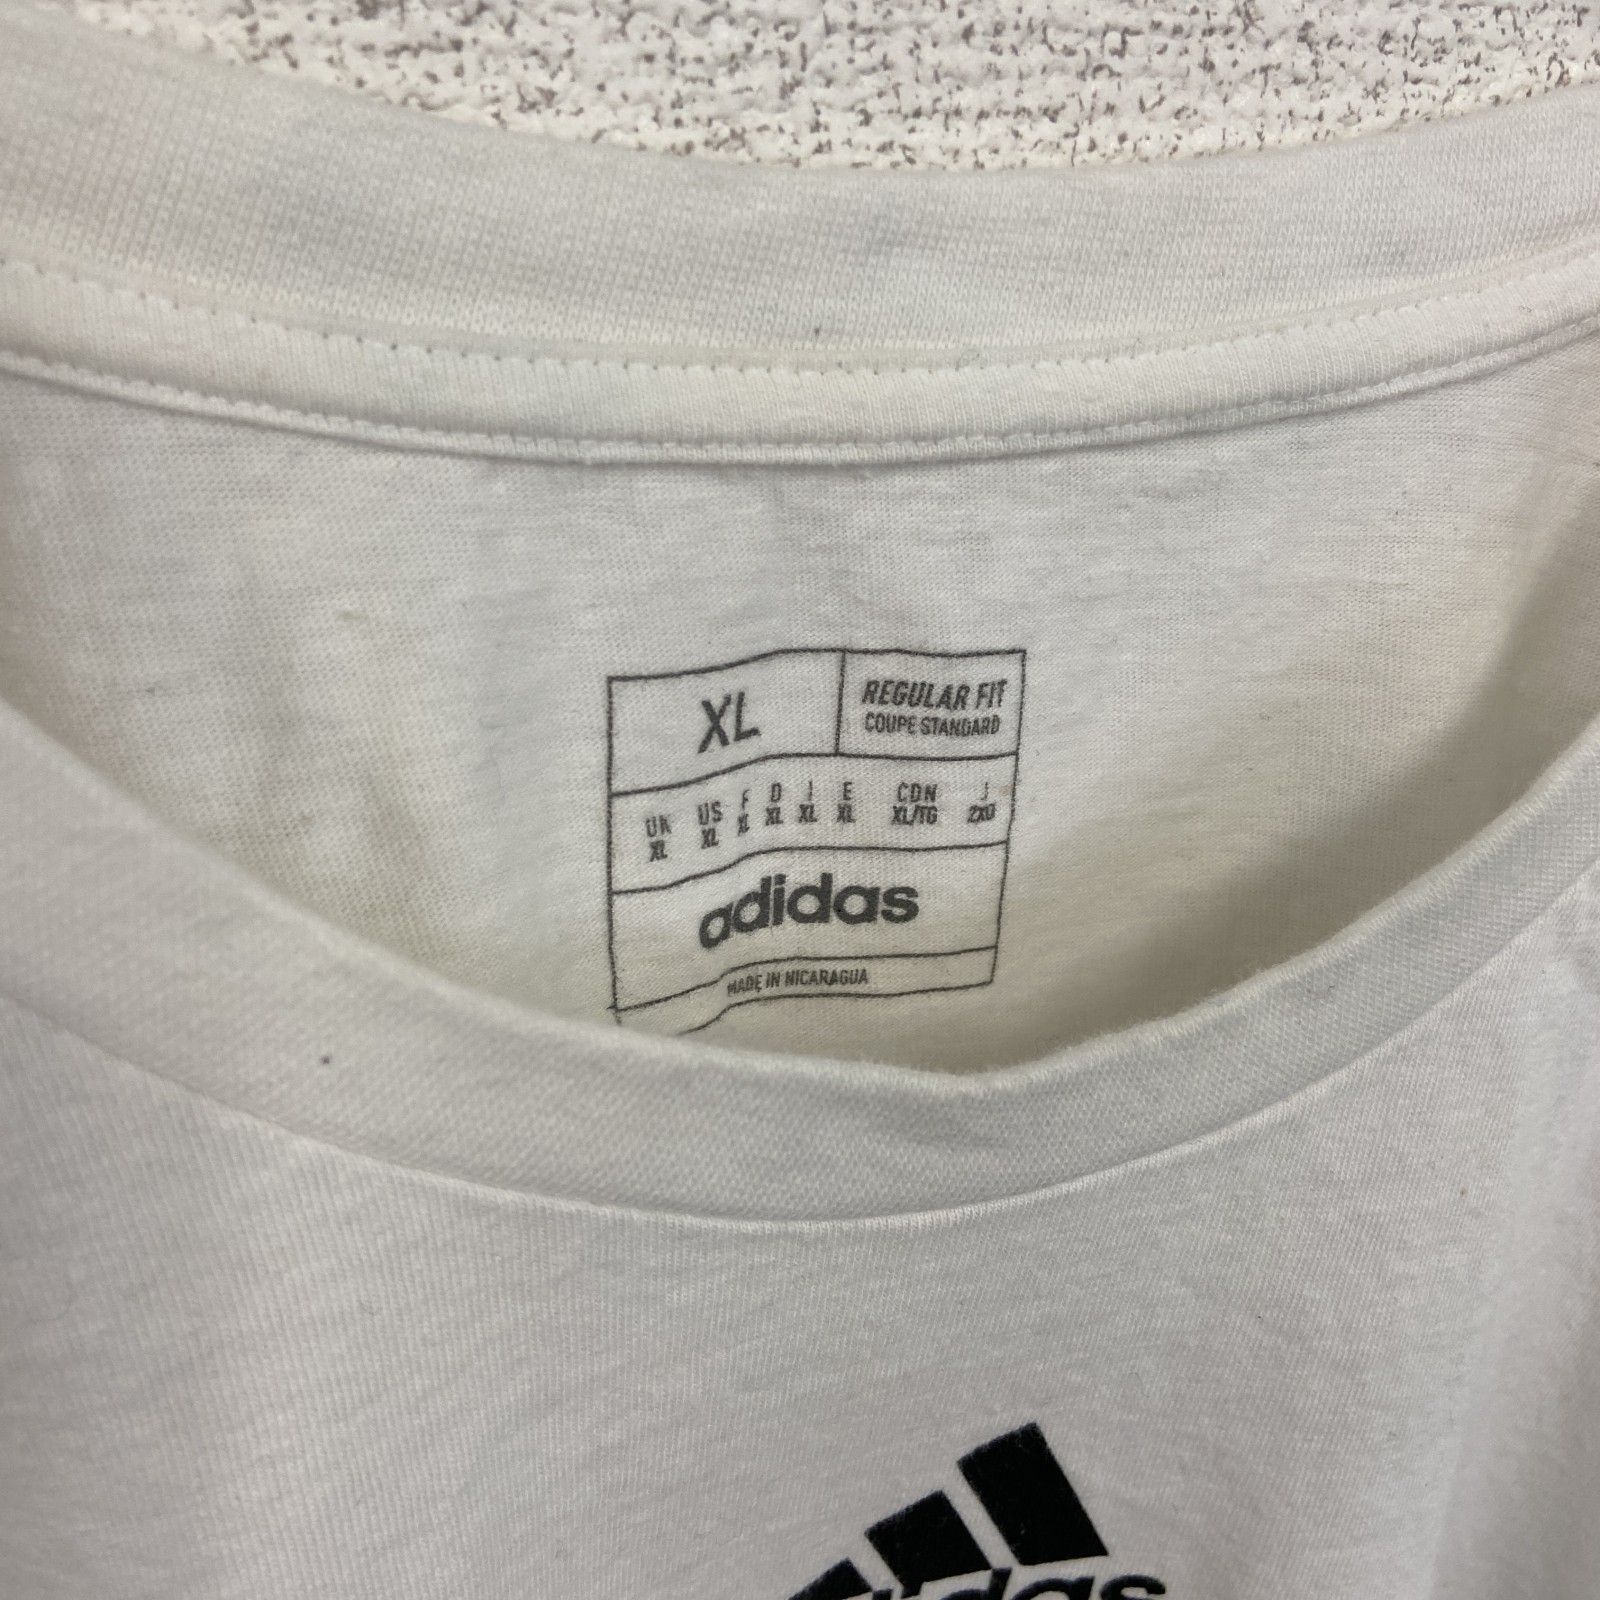 XL
REGULAR FIT
COUPE STANDARD
UK US F D I E CDN J
XL XL XL XL XL XL XL/TG 2XO
adidas
MADE IN NICARAGUA
adidas